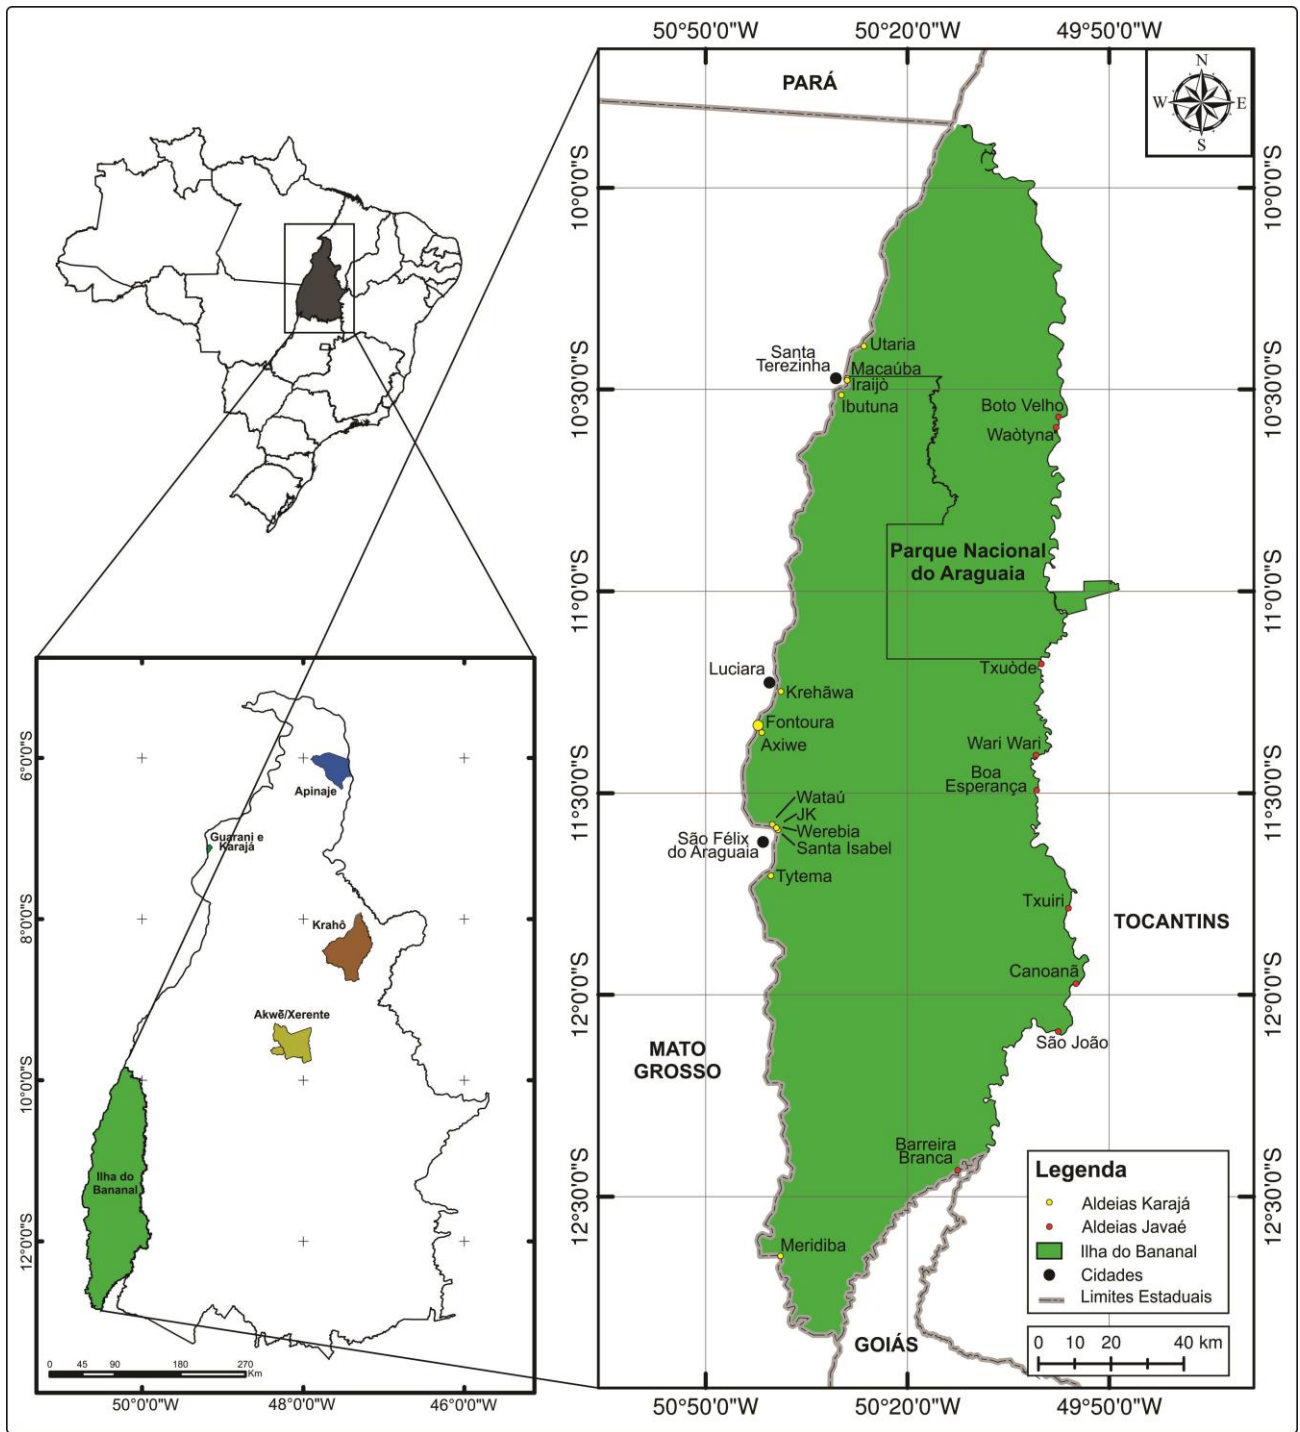 50°50'0"W
50°20'0"W
49°50'0"W
PARÁ
N
W
E
S
10°0'0"S
10°0'0"S
Utaria
Santa
Terezinha
Macaúba
Iraijò
Ibutuna
10°30'0"S
10°30'0"S
Boto Velho
Waòtyna
Parque Nacional
do Araguaia
11°0'0"S
11°0'0"S
Luciara
Krehãwa
Txuòde
Fontoura
Axiwe
Wari Wari
Boa
Esperança
11°30'0"S
11°30'0"S
Wataú
JK
Werebia
Santa Isabel
São Félix
do Araguaia
Tytema
Txuiri
TOCANTINS
Canoanã
12°0'0"S
12°0'0"S
São João
MATO
GROSSO
Barreira
Branca
12°30'0"S
12°30'0"S
Meridiba
GOIÁS
Legenda
Aldeias Karajá
Aldeias Javaé
Ilha do Bananal
Cidades
Limites Estaduais
0 10 20 40 km
50°50'0"W
50°20'0"W
49°50'0"W
6°0'0"S
Apinaje
Guarani e
Karajá
8°0'0"S
Krahô
Akwẽ/Xerente
10°0'0"S
Ilha do
Bananal
12°0'0"S
0 45 90 180 270
Km
50°0'0"W
48°0'0"W
46°0'0"W